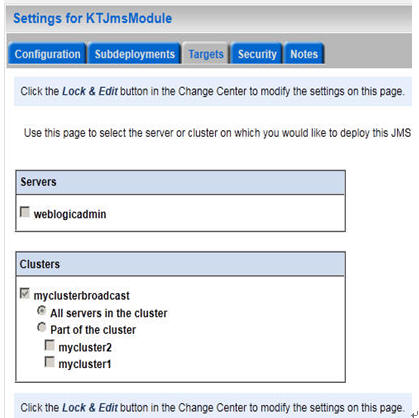 Settings for KTJmsModule
Configuration Subdeployments Targets Security Notes
Click the Lock & Edit button in the Change Center to modify the settings on this page.
Use this page to select the server or cluster on which you would like to deploy this JMS
Servers
weblogicadmin
Clusters
myclusterbroadcast
All servers in the cluster
Part of the cluster
mycluster2
mycluster1
Click the Lock & Edit button in the Change Center to modify the settings on this page.